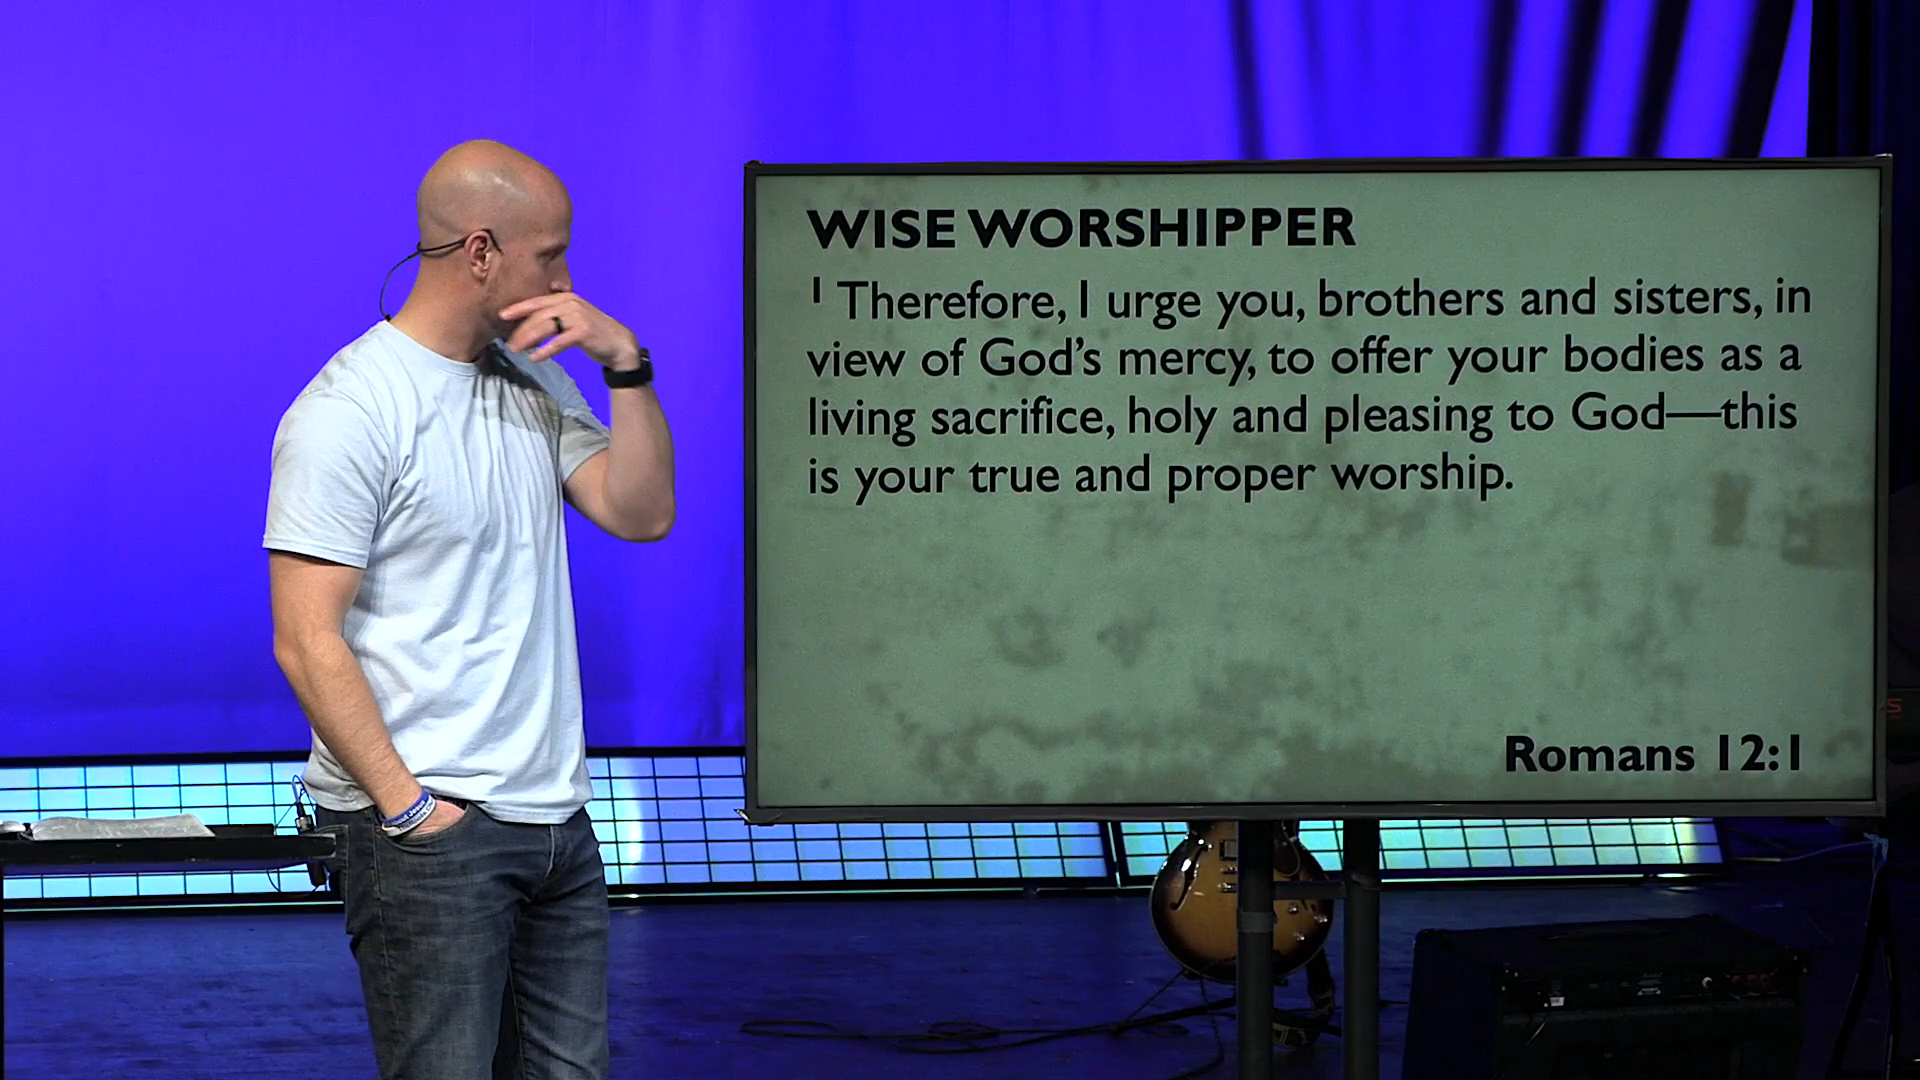 WISE WORSHIPPER
1 Therefore, I urge you, brothers and sisters, in
view of God’s mercy, to offer your bodies as a
living sacrifice, holy and pleasing to God—this
is your true and proper worship.
Romans 12:1